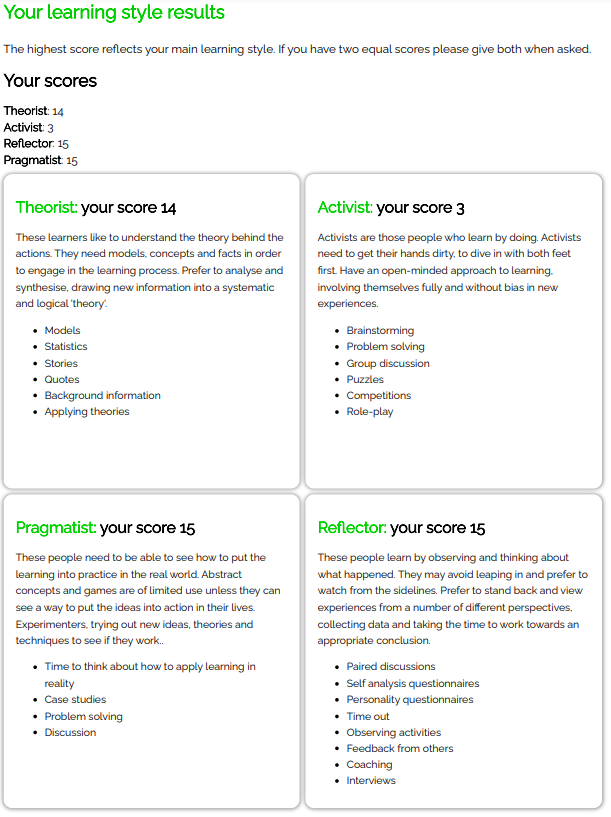 Your learning style results
The highest score reflects your main learning style. If you have two equal scores please give both when asked.
Your scores
Theorist: 14
Activist: 3
Reflector: 15
Pragmatist: 15
Theorist: your score 14
These learners like to understand the theory behind the
actions. They need models, concepts and facts in order
to engage in the learning process. Prefer to analyse and
synthesise, drawing new information into a systematic
and logical 'theory'.
Models
Statistics
Stories
Quotes
Background information
Applying theories
Activist: your score 3
Activists are those people who learn by doing. Activists
need to get their hands dirty, to dive in with both feet
first. Have an open-minded approach to learning,
involving themselves fully and without bias in new
experiences.
Brainstorming
Problem solving
Group discussion
Puzzles
Competitions
Role-play
Pragmatist: your score 15
These people need to be able to see how to put the
learning into practice in the real world. Abstract
concepts and games are of limited use unless they can
see a way to put the ideas into action in their lives.
Experimenters, trying out new ideas, theories and
techniques to see if they work..
Time to think about how to apply learning in
reality
Case studies
Problem solving
Discussion
Reflector: your score 15
These people learn by observing and thinking about
what happened. They may avoid leaping in and prefer to
watch from the sidelines. Prefer to stand back and view
experiences from a number of different perspectives,
collecting data and taking the time to work towards an
appropriate conclusion.
Paired discussions
Self analysis questionnaires
Personality questionnaires
Time out
Observing activities
Feedback from others
Coaching
Interviews